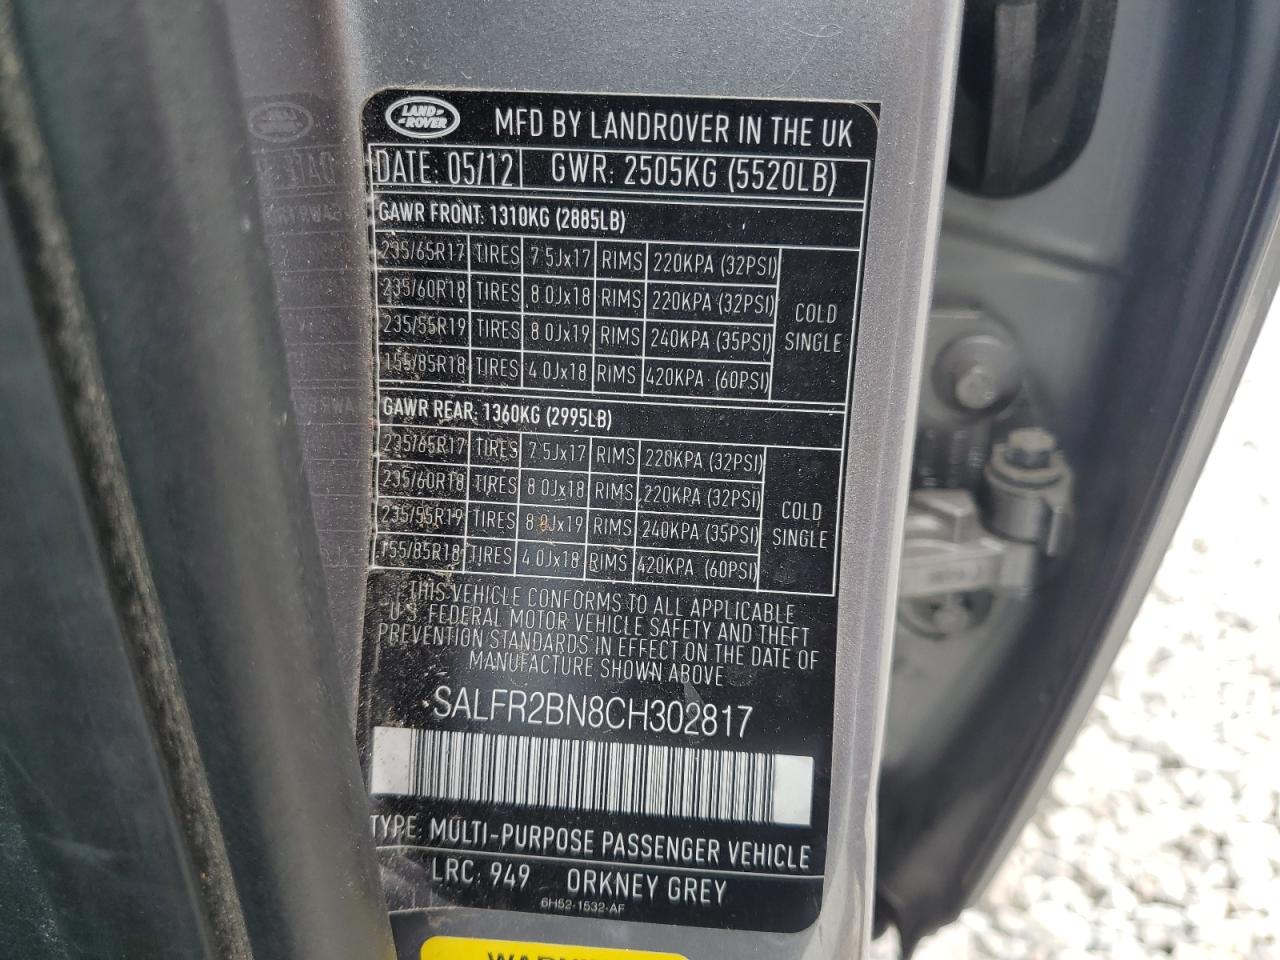 LAND ROVER
MFD BY LANDROVER IN THE UK
DATE: 05/12 GWR: 2505KG (5520LB)
GAWR FRONT: 1310KG (2885LB)
235/65R17 TIRES 7.5Jx17 RIMS 220KPA (32PSI)
235/60R18 TIRES 8.0Jx18 RIMS 220KPA (32PSI)
235/55R19 TIRES 8.0Jx19 RIMS 240KPA (35PSI)
155/85R18 TIRES 4.0Jx18 RIMS 420KPA (60PSI)
COLD
SINGLE
GAWR REAR: 1360KG (2995LB)
235/65R17 TIRES 7.5Jx17 RIMS 220KPA (32PSI)
235/60R18 TIRES 8.0Jx18 RIMS 220KPA (32PSI)
235/55R19 TIRES 8.0Jx19 RIMS 240KPA (35PSI)
155/85R18 TIRES 4.0Jx18 RIMS 420KPA (60PSI)
COLD
SINGLE
THIS VEHICLE CONFORMS TO ALL APPLICABLE
U.S. FEDERAL MOTOR VEHICLE SAFETY AND THEFT
PREVENTION STANDARDS IN EFFECT ON THE DATE OF
MANUFACTURE SHOWN ABOVE
SALFR2BN8CH302817
TYPE: MULTI-PURPOSE PASSENGER VEHICLE
LRC: 949 ORKNEY GREY
6H52-1532-AF